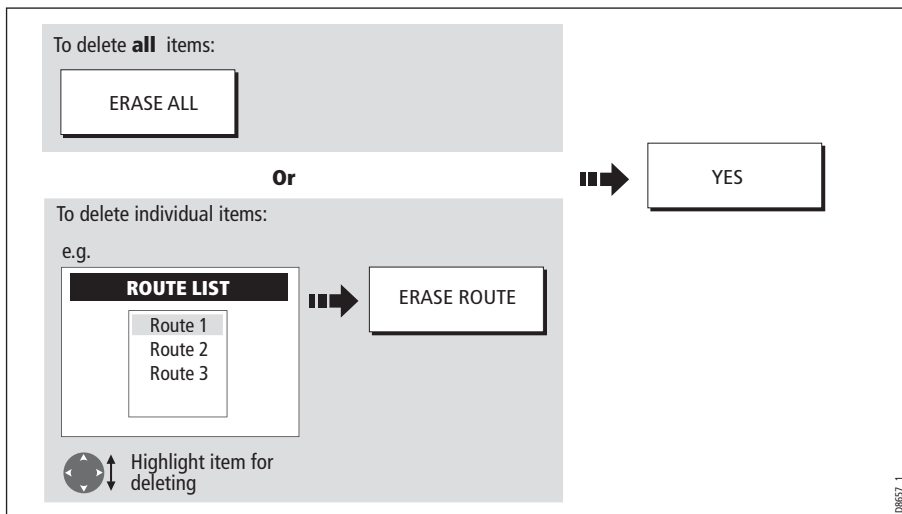 To delete all items:
ERASE ALL
Or
To delete individual items:
e.g.
ROUTE LIST
Route 1
Route 2
Route 3
ERASE ROUTE
Highlight item for
deleting
YES
D8657_1